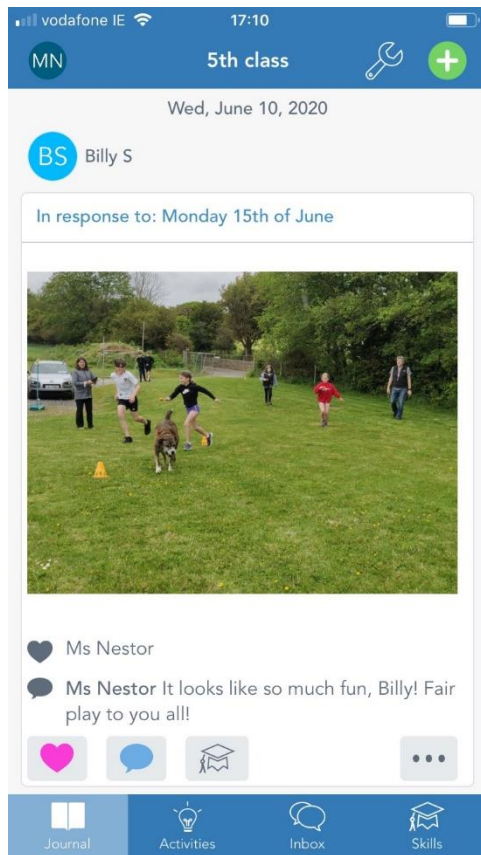 vodafone IE 17:10
MN 5th class
Wed, June 10, 2020
BS Billy S
In response to: Monday 15th of June
Ms Nestor
Ms Nestor It looks like so much fun, Billy! Fair
play to you all!
Journal Activities Inbox Skills